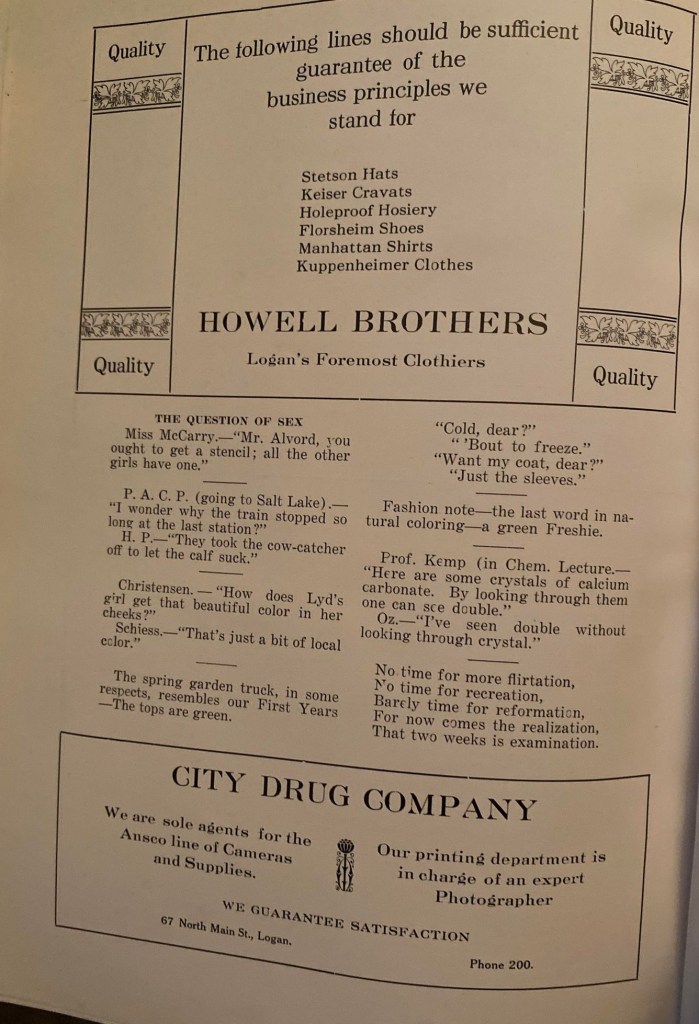 Quality
Quality
The following lines should be sufficient
guarantee of the
business principles we
stand for
Stetson Hats
Keiser Cravats
Holeproof Hosiery
Florsheim Shoes
Manhattan Shirts
Kuppenheimer Clothes
HOWELL BROTHERS
Logan's Foremost Clothiers
Quality
Quality
THE QUESTION OF SEX
Miss McCarry.—"Mr. Alvord, you
ought to get a stencil; all the other
girls have one."
P. A. C. P. (going to Salt Lake).—
"I wonder why the train stopped so
long at the last station?"
H. P.—"They took the cow-catcher
off to let the calf suck."
Christensen. — "How does Lyd's
girl get that beautiful color in her
cheeks?"
Schiess.—"That's just a bit of local
color."
The spring garden truck, in some
respects, resembles our First Years
—The tops are green.
"Cold, dear?"
" 'Bout to freeze."
"Want my coat, dear?"
"Just the sleeves."
Fashion note—the last word in na-
tural coloring—a green Freshie.
Prof. Kemp (in Chem. Lecture.—
"Here are some crystals of calcium
carbonate. By looking through them
one can see double."
Oz.—"I've seen double without
looking through crystal."
No time for more flirtation,
No time for recreation,
Barely time for reformation,
For now comes the realization,
That two weeks is examination.
CITY DRUG COMPANY
We are sole agents for the
Ansco line of Cameras
and Supplies.
Our printing department is
in charge of an expert
Photographer
WE GUARANTEE SATISFACTION
67 North Main St., Logan.
Phone 200.